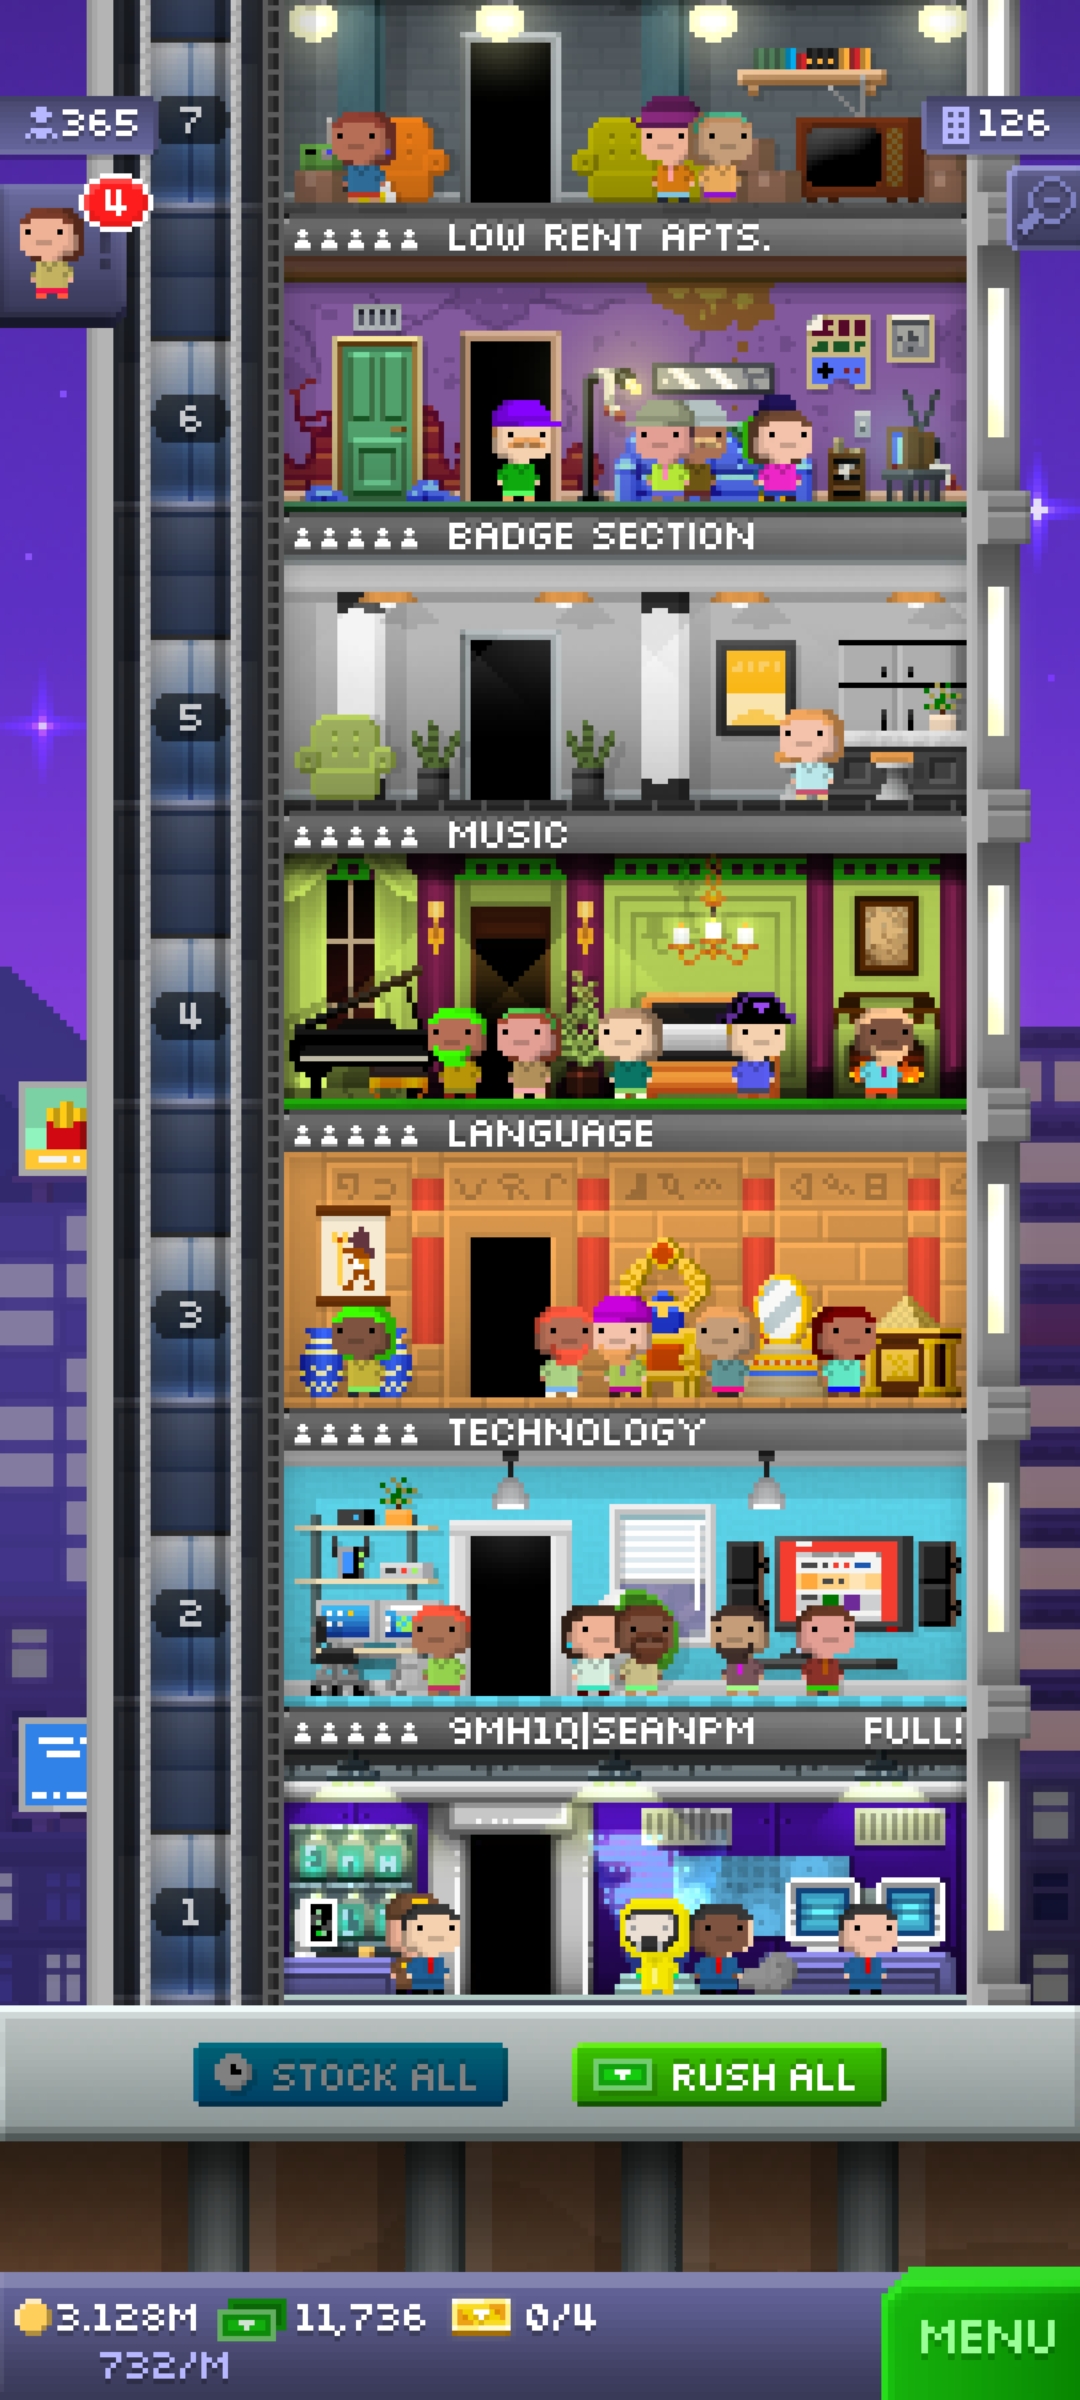 7
365
126
4
LOW RENT APTS.
6
BADGE SECTION
5
MUSIC
4
LANGUAGE
3
TECHNOLOGY
2
9MH1Q|SEANPM FULL!
1
STOCK ALL
RUSH ALL
3.128M 11,736 0/4
732/M
MENU